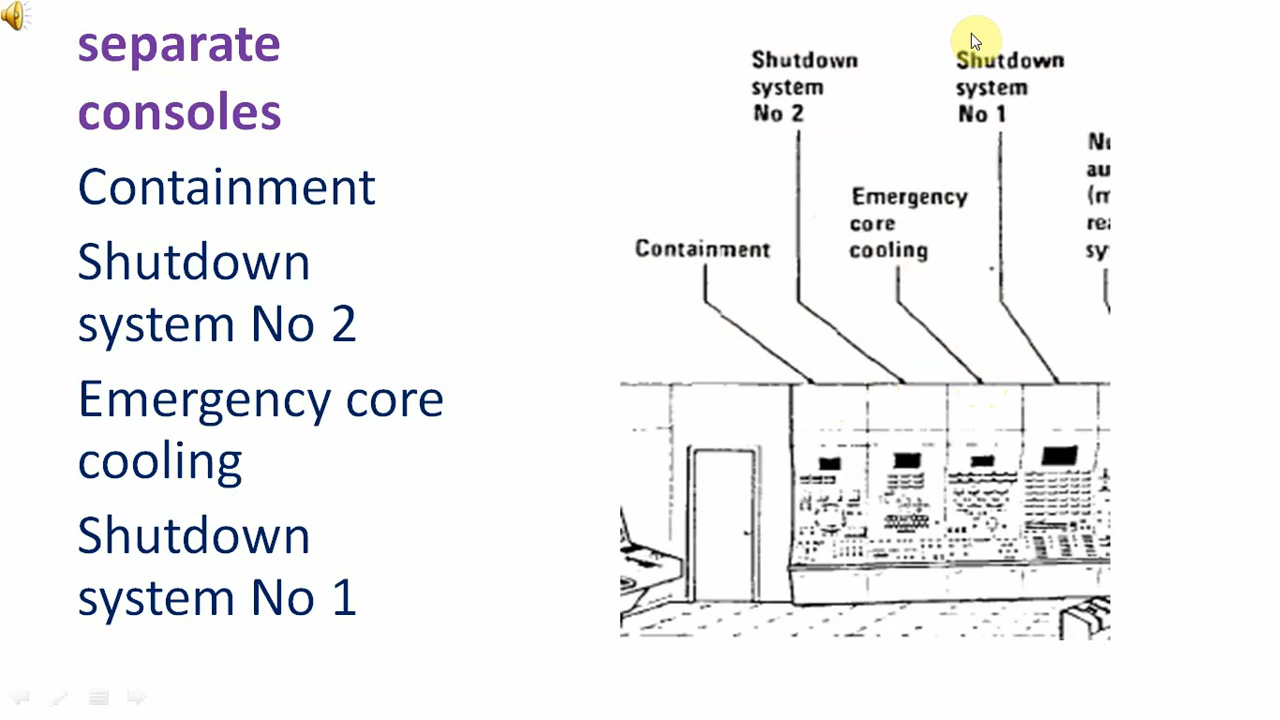 separate
consoles
Containment
Shutdown
system No 2
Emergency core
cooling
Shutdown
system No 1
Shutdown
system
No 2
Shutdown
system
No 1
Emergency
core
cooling
Containment